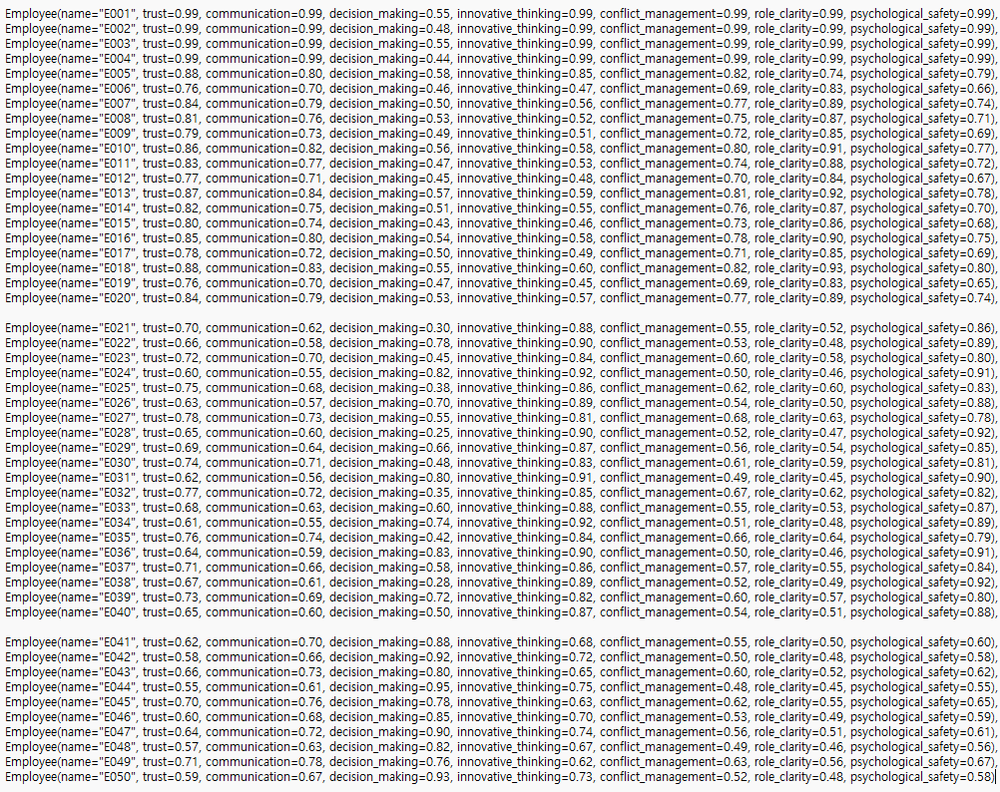 Employee(name="E001", trust=0.99, communication=0.99, decision_making=0.55, innovative_thinking=0.99, conflict_management=0.99, role_clarity=0.99, psychological_safety=0.99),
Employee(name="E002", trust=0.99, communication=0.99, decision_making=0.48, innovative_thinking=0.99, conflict_management=0.99, role_clarity=0.99, psychological_safety=0.99),
Employee(name="E003", trust=0.99, communication=0.99, decision_making=0.55, innovative_thinking=0.99, conflict_management=0.99, role_clarity=0.99, psychological_safety=0.99),
Employee(name="E004", trust=0.99, communication=0.99, decision_making=0.44, innovative_thinking=0.99, conflict_management=0.99, role_clarity=0.99, psychological_safety=0.99),
Employee(name="E005", trust=0.88, communication=0.80, decision_making=0.58, innovative_thinking=0.85, conflict_management=0.82, role_clarity=0.74, psychological_safety=0.79),
Employee(name="E006", trust=0.76, communication=0.70, decision_making=0.46, innovative_thinking=0.47, conflict_management=0.69, role_clarity=0.83, psychological_safety=0.66),
Employee(name="E007", trust=0.84, communication=0.79, decision_making=0.50, innovative_thinking=0.56, conflict_management=0.77, role_clarity=0.89, psychological_safety=0.74),
Employee(name="E008", trust=0.81, communication=0.76, decision_making=0.53, innovative_thinking=0.52, conflict_management=0.75, role_clarity=0.87, psychological_safety=0.71),
Employee(name="E009", trust=0.79, communication=0.73, decision_making=0.49, innovative_thinking=0.51, conflict_management=0.72, role_clarity=0.85, psychological_safety=0.69),
Employee(name="E010", trust=0.86, communication=0.82, decision_making=0.56, innovative_thinking=0.58, conflict_management=0.80, role_clarity=0.91, psychological_safety=0.77),
Employee(name="E011", trust=0.83, communication=0.77, decision_making=0.47, innovative_thinking=0.53, conflict_management=0.74, role_clarity=0.88, psychological_safety=0.72),
Employee(name="E012", trust=0.77, communication=0.71, decision_making=0.45, innovative_thinking=0.48, conflict_management=0.70, role_clarity=0.84, psychological_safety=0.67),
Employee(name="E013", trust=0.87, communication=0.84, decision_making=0.57, innovative_thinking=0.59, conflict_management=0.81, role_clarity=0.92, psychological_safety=0.78),
Employee(name="E014", trust=0.82, communication=0.75, decision_making=0.51, innovative_thinking=0.55, conflict_management=0.76, role_clarity=0.87, psychological_safety=0.70),
Employee(name="E015", trust=0.80, communication=0.74, decision_making=0.43, innovative_thinking=0.46, conflict_management=0.73, role_clarity=0.86, psychological_safety=0.68),
Employee(name="E016", trust=0.85, communication=0.80, decision_making=0.54, innovative_thinking=0.58, conflict_management=0.78, role_clarity=0.90, psychological_safety=0.75),
Employee(name="E017", trust=0.78, communication=0.72, decision_making=0.50, innovative_thinking=0.49, conflict_management=0.71, role_clarity=0.85, psychological_safety=0.69),
Employee(name="E018", trust=0.88, communication=0.83, decision_making=0.55, innovative_thinking=0.60, conflict_management=0.82, role_clarity=0.93, psychological_safety=0.80),
Employee(name="E019", trust=0.76, communication=0.70, decision_making=0.47, innovative_thinking=0.45, conflict_management=0.69, role_clarity=0.83, psychological_safety=0.65),
Employee(name="E020", trust=0.84, communication=0.79, decision_making=0.53, innovative_thinking=0.57, conflict_management=0.77, role_clarity=0.89, psychological_safety=0.74),
Employee(name="E021", trust=0.70, communication=0.62, decision_making=0.30, innovative_thinking=0.88, conflict_management=0.55, role_clarity=0.52, psychological_safety=0.86),
Employee(name="E022", trust=0.66, communication=0.58, decision_making=0.78, innovative_thinking=0.90, conflict_management=0.53, role_clarity=0.48, psychological_safety=0.89),
Employee(name="E023", trust=0.72, communication=0.70, decision_making=0.45, innovative_thinking=0.84, conflict_management=0.60, role_clarity=0.58, psychological_safety=0.80),
Employee(name="E024", trust=0.60, communication=0.55, decision_making=0.82, innovative_thinking=0.92, conflict_management=0.50, role_clarity=0.46, psychological_safety=0.91),
Employee(name="E025", trust=0.75, communication=0.68, decision_making=0.38, innovative_thinking=0.86, conflict_management=0.62, role_clarity=0.60, psychological_safety=0.83),
Employee(name="E026", trust=0.63, communication=0.57, decision_making=0.70, innovative_thinking=0.89, conflict_management=0.54, role_clarity=0.50, psychological_safety=0.88),
Employee(name="E027", trust=0.78, communication=0.73, decision_making=0.55, innovative_thinking=0.81, conflict_management=0.68, role_clarity=0.63, psychological_safety=0.78),
Employee(name="E028", trust=0.65, communication=0.60, decision_making=0.25, innovative_thinking=0.90, conflict_management=0.52, role_clarity=0.47, psychological_safety=0.92),
Employee(name="E029", trust=0.69, communication=0.64, decision_making=0.66, innovative_thinking=0.87, conflict_management=0.56, role_clarity=0.54, psychological_safety=0.85),
Employee(name="E030", trust=0.74, communication=0.71, decision_making=0.48, innovative_thinking=0.83, conflict_management=0.61, role_clarity=0.59, psychological_safety=0.81),
Employee(name="E031", trust=0.62, communication=0.56, decision_making=0.80, innovative_thinking=0.91, conflict_management=0.49, role_clarity=0.45, psychological_safety=0.90),
Employee(name="E032", trust=0.77, communication=0.72, decision_making=0.35, innovative_thinking=0.85, conflict_management=0.67, role_clarity=0.62, psychological_safety=0.82),
Employee(name="E033", trust=0.68, communication=0.63, decision_making=0.60, innovative_thinking=0.88, conflict_management=0.55, role_clarity=0.53, psychological_safety=0.87),
Employee(name="E034", trust=0.61, communication=0.55, decision_making=0.74, innovative_thinking=0.92, conflict_management=0.51, role_clarity=0.48, psychological_safety=0.89),
Employee(name="E035", trust=0.76, communication=0.74, decision_making=0.42, innovative_thinking=0.84, conflict_management=0.66, role_clarity=0.64, psychological_safety=0.79),
Employee(name="E036", trust=0.64, communication=0.59, decision_making=0.83, innovative_thinking=0.90, conflict_management=0.50, role_clarity=0.46, psychological_safety=0.91),
Employee(name="E037", trust=0.71, communication=0.66, decision_making=0.58, innovative_thinking=0.86, conflict_management=0.57, role_clarity=0.55, psychological_safety=0.84),
Employee(name="E038", trust=0.67, communication=0.61, decision_making=0.28, innovative_thinking=0.89, conflict_management=0.52, role_clarity=0.49, psychological_safety=0.92),
Employee(name="E039", trust=0.73, communication=0.69, decision_making=0.72, innovative_thinking=0.82, conflict_management=0.60, role_clarity=0.57, psychological_safety=0.80),
Employee(name="E040", trust=0.65, communication=0.60, decision_making=0.50, innovative_thinking=0.87, conflict_management=0.54, role_clarity=0.51, psychological_safety=0.88),
Employee(name="E041", trust=0.62, communication=0.70, decision_making=0.88, innovative_thinking=0.68, conflict_management=0.55, role_clarity=0.50, psychological_safety=0.60),
Employee(name="E042", trust=0.58, communication=0.66, decision_making=0.92, innovative_thinking=0.72, conflict_management=0.50, role_clarity=0.48, psychological_safety=0.58),
Employee(name="E043", trust=0.66, communication=0.73, decision_making=0.80, innovative_thinking=0.65, conflict_management=0.60, role_clarity=0.52, psychological_safety=0.62),
Employee(name="E044", trust=0.55, communication=0.61, decision_making=0.95, innovative_thinking=0.75, conflict_management=0.48, role_clarity=0.45, psychological_safety=0.55),
Employee(name="E045", trust=0.70, communication=0.76, decision_making=0.78, innovative_thinking=0.63, conflict_management=0.62, role_clarity=0.55, psychological_safety=0.65),
Employee(name="E046", trust=0.60, communication=0.68, decision_making=0.85, innovative_thinking=0.70, conflict_management=0.53, role_clarity=0.49, psychological_safety=0.59),
Employee(name="E047", trust=0.64, communication=0.72, decision_making=0.90, innovative_thinking=0.74, conflict_management=0.56, role_clarity=0.51, psychological_safety=0.61),
Employee(name="E048", trust=0.57, communication=0.63, decision_making=0.82, innovative_thinking=0.67, conflict_management=0.49, role_clarity=0.46, psychological_safety=0.56),
Employee(name="E049", trust=0.71, communication=0.78, decision_making=0.76, innovative_thinking=0.62, conflict_management=0.63, role_clarity=0.56, psychological_safety=0.67),
Employee(name="E050", trust=0.59, communication=0.67, decision_making=0.93, innovative_thinking=0.73, conflict_management=0.52, role_clarity=0.48, psychological_safety=0.58)